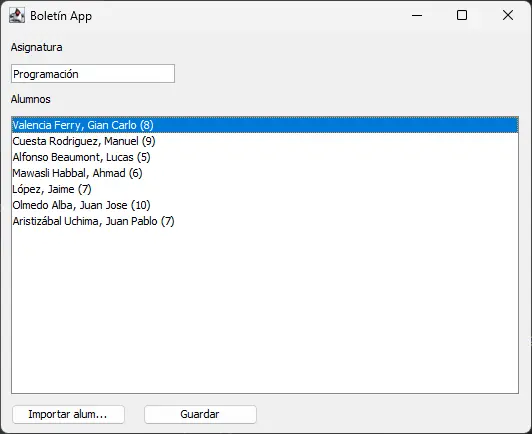 Boletín App
Asignatura
Programación
Alumnos
Valencia Ferry, Gian Carlo (8)
Cuesta Rodriguez, Manuel (9)
Alfonso Beaumont, Lucas (5)
Mawasli Habbal, Ahmad (6)
López, Jaime (7)
Olmedo Alba, Juan Jose (10)
Aristizábal Uchima, Juan Pablo (7)
Importar alum... Guardar